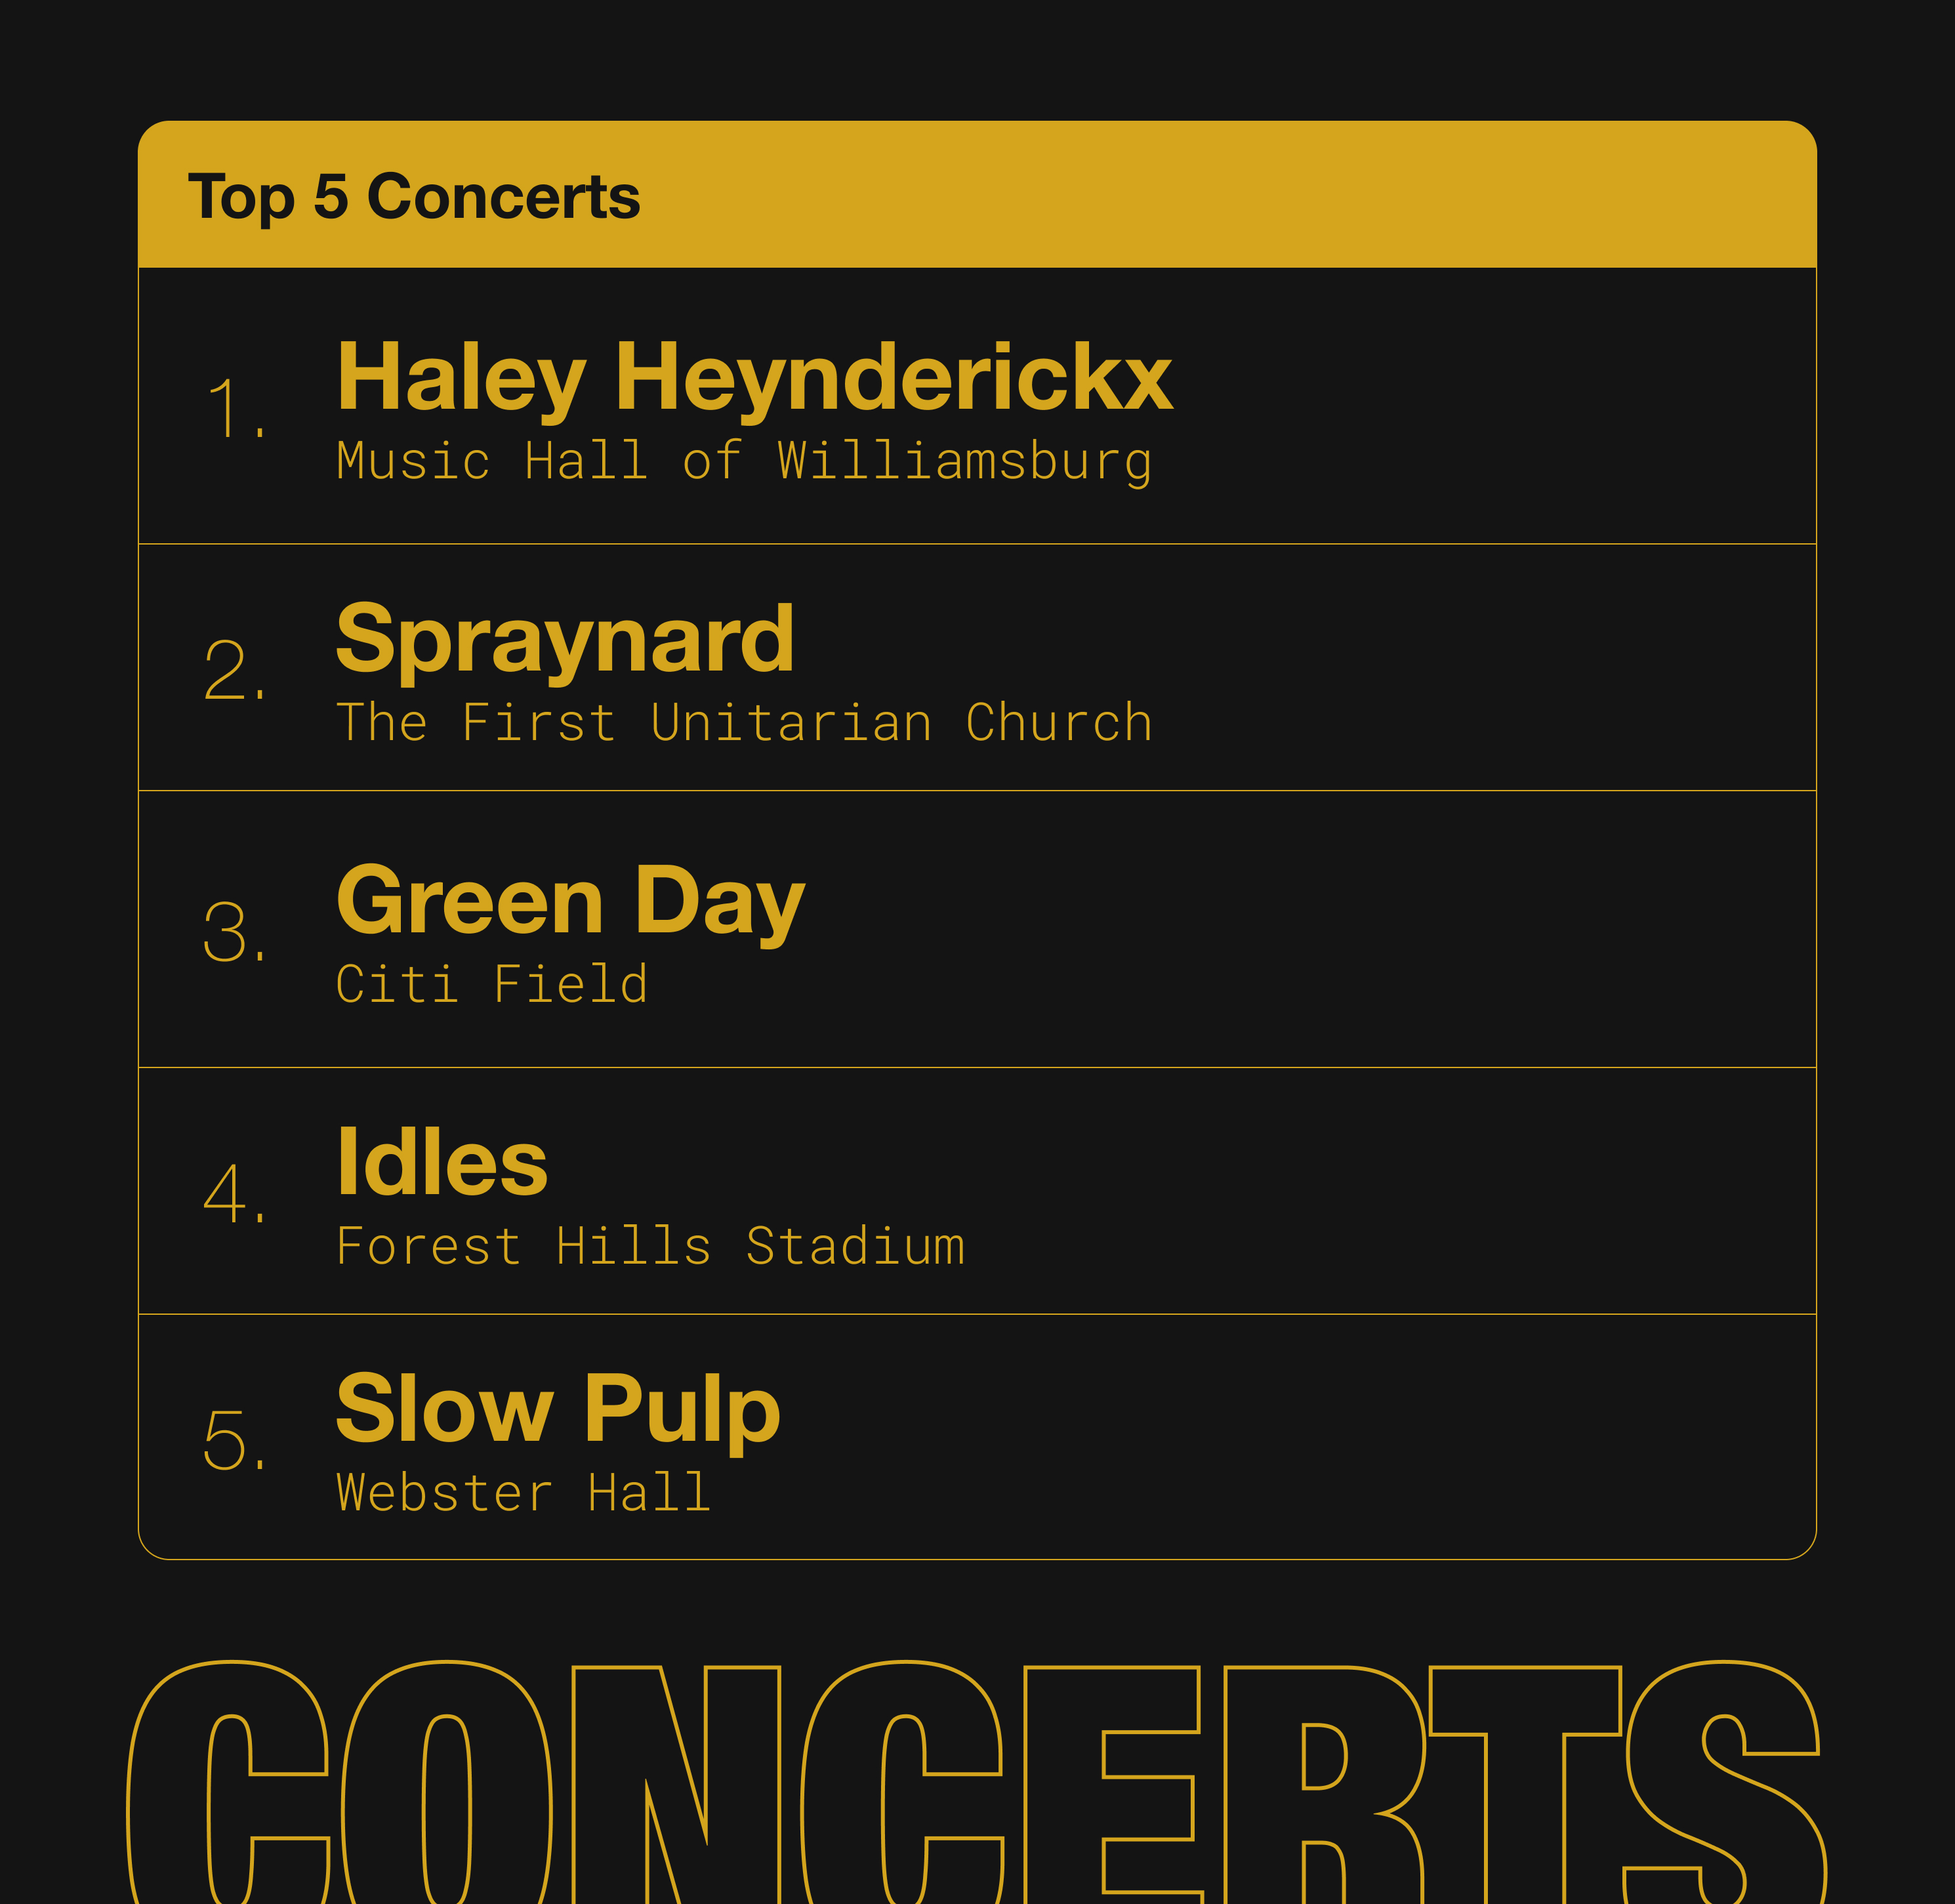 Top 5 Concerts
1.
Haley Heynderickx
Music Hall of Williamsburg
2.
Spraynard
The First Unitarian Church
3.
Green Day
Citi Field
4.
Idles
Forest Hills Stadium
5.
Slow Pulp
Webster Hall
CONCERTS